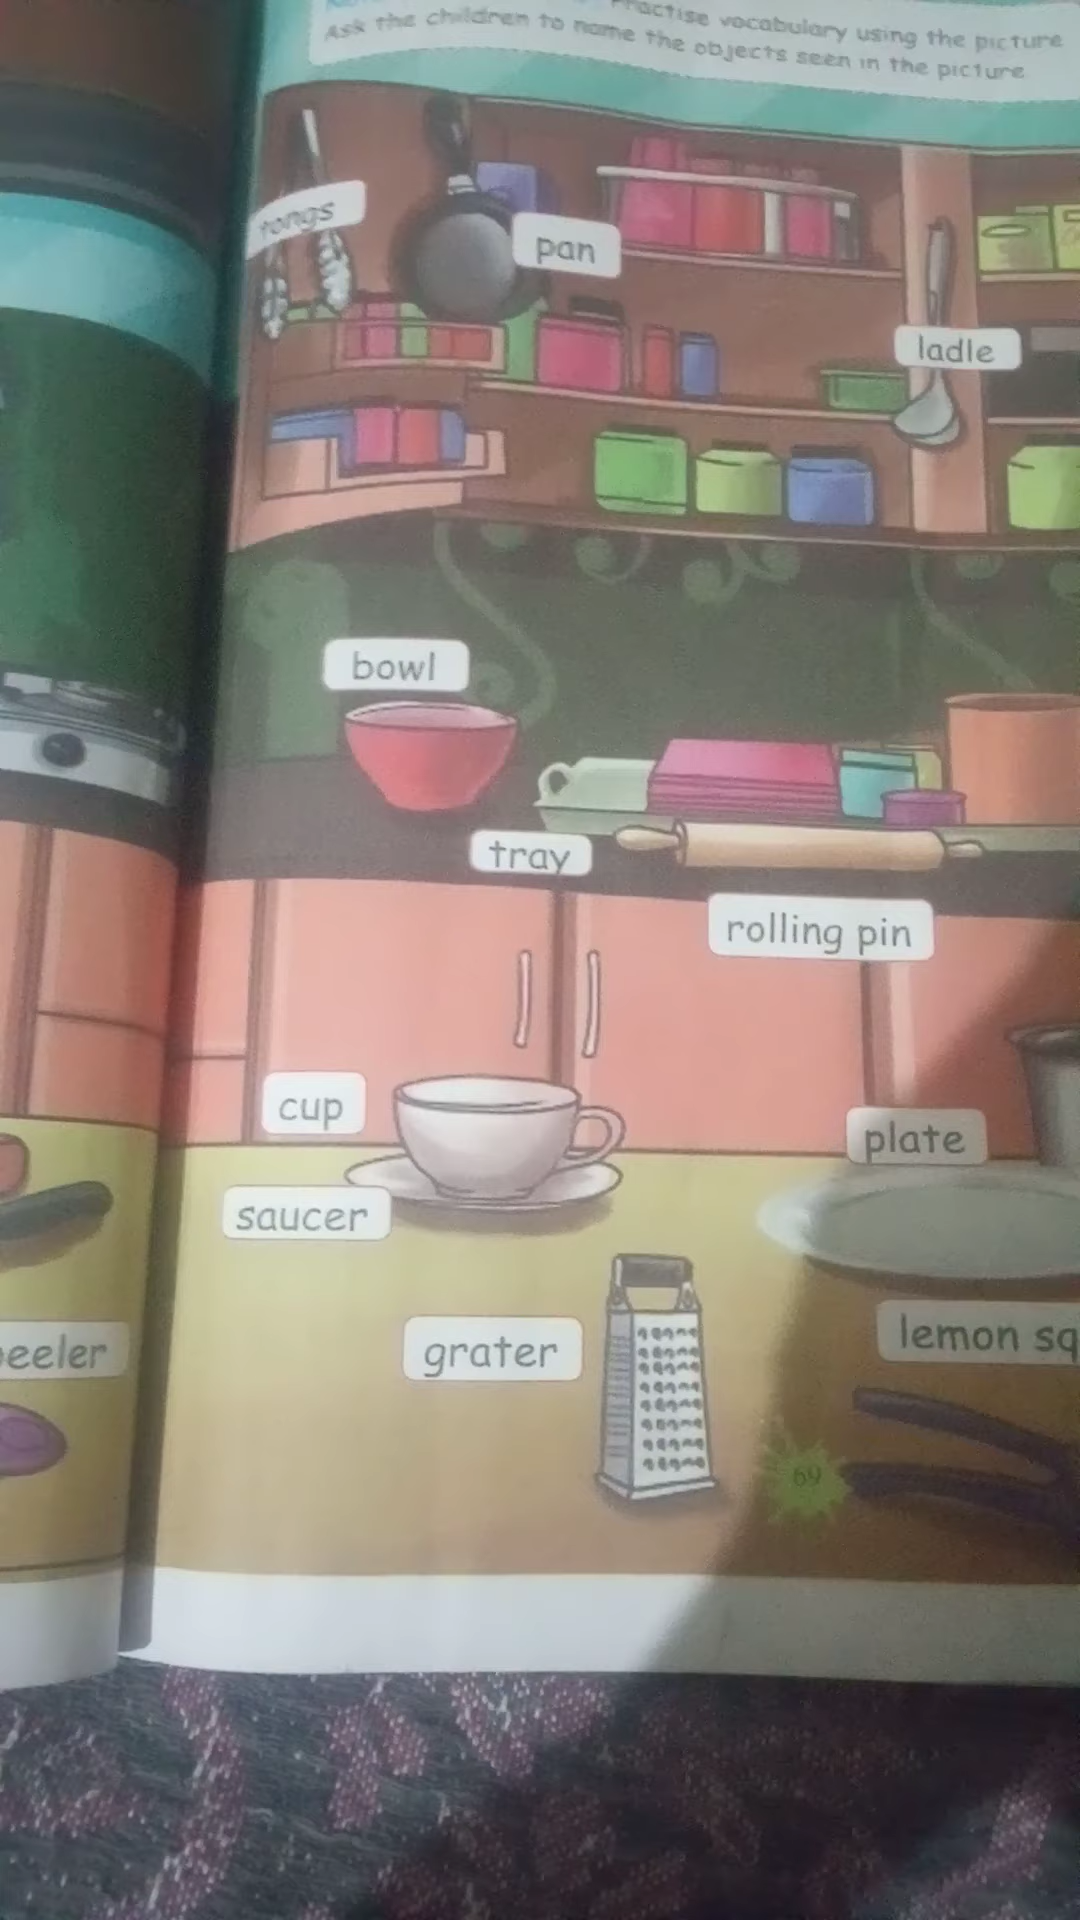 Practise vocabulary using the picture
Ask the children to name the objects seen in the picture
tongs
pan
ladle
bowl
tray
rolling pin
cup
plate
saucer
eeler
grater
lemon sq
69